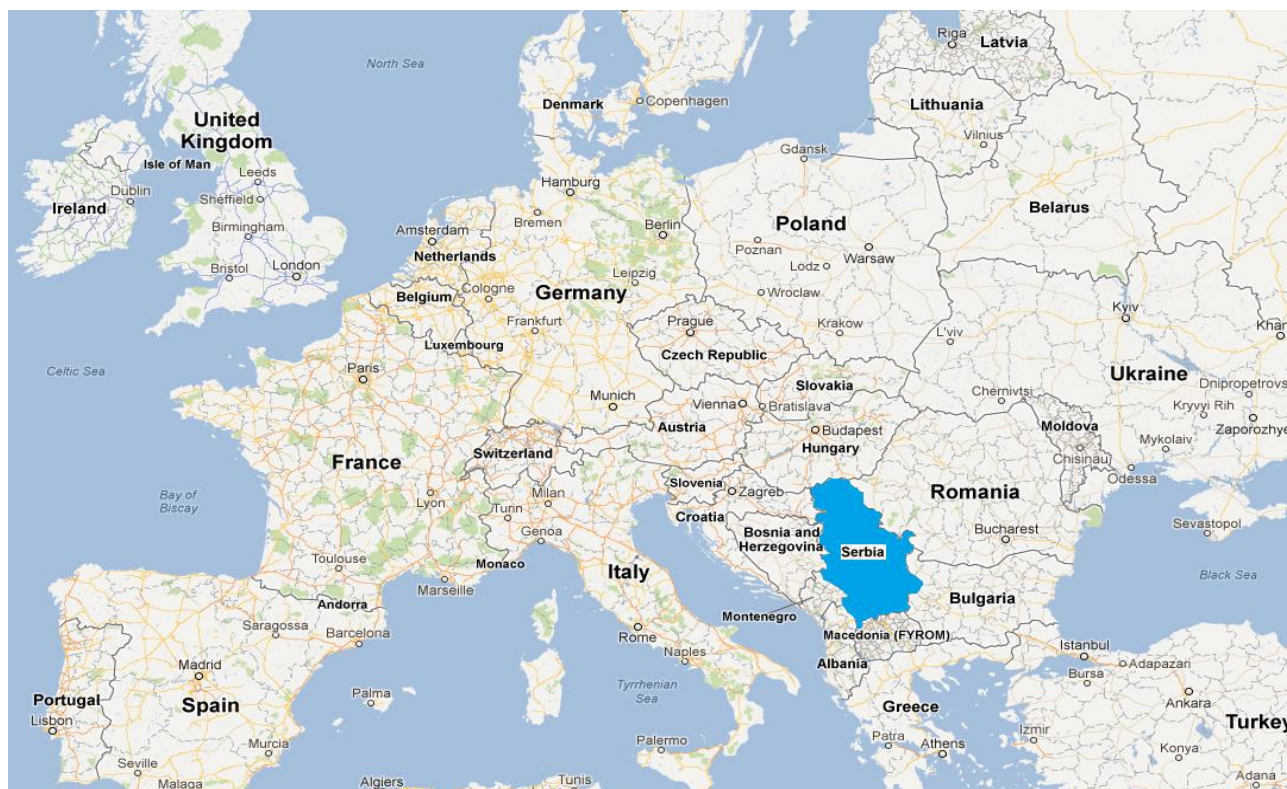 Riga
Latvia
North Sea
Denmark
Copenhagen
Lithuania
Vilnius
United
Kingdom
Isle of Man
Leeds
Gdansk
Dublin
Sheffield
Hamburg
Ireland
Birmingham
Bremen
Berlin
Poland
Belarus
Amsterdam
Netherlands
Poznan
Warsaw
Bristol
London
Lodz
Leipzig
Belgium
Cologne
Germany
Wroclaw
Kyiv
Frankfurt
Prague
Krakow
L'viv
Khar
Luxembourg
Czech Republic
Celtic Sea
Paris
Slovakia
Ukraine
Chernivtsi
Dnipropetrovs
Munich
Vienna
Bratislava
Kryvyi Rih
Austria
Budapest
Moldova
Zaporozhye
Hungary
Mykolaiv
Switzerland
Chisinau
France
Odessa
Slovenia
Zagreb
Romania
Bay of
Biscay
Lyon
Milan
Turin
Croatia
Sevastopol
Genoa
Bosnia and
Herzegovina
Bucharest
Serbia
Toulouse
Monaco
Italy
Marseille
Black Sea
Andorra
Bulgaria
Montenegro
Saragossa
Barcelona
Rome
Macedonia (FYROM)
Istanbul
Naples
Albania
Adapazari
Madrid
Bursa
Palma
Tyrrhenian
Sea
Ankara
Portugal
Spain
Greece
Lisbon
Turkey
Patra
Izmir
Athens
Murcia
Palermo
Konya
Seville
Malaga
Algiers
Tunis
Adana